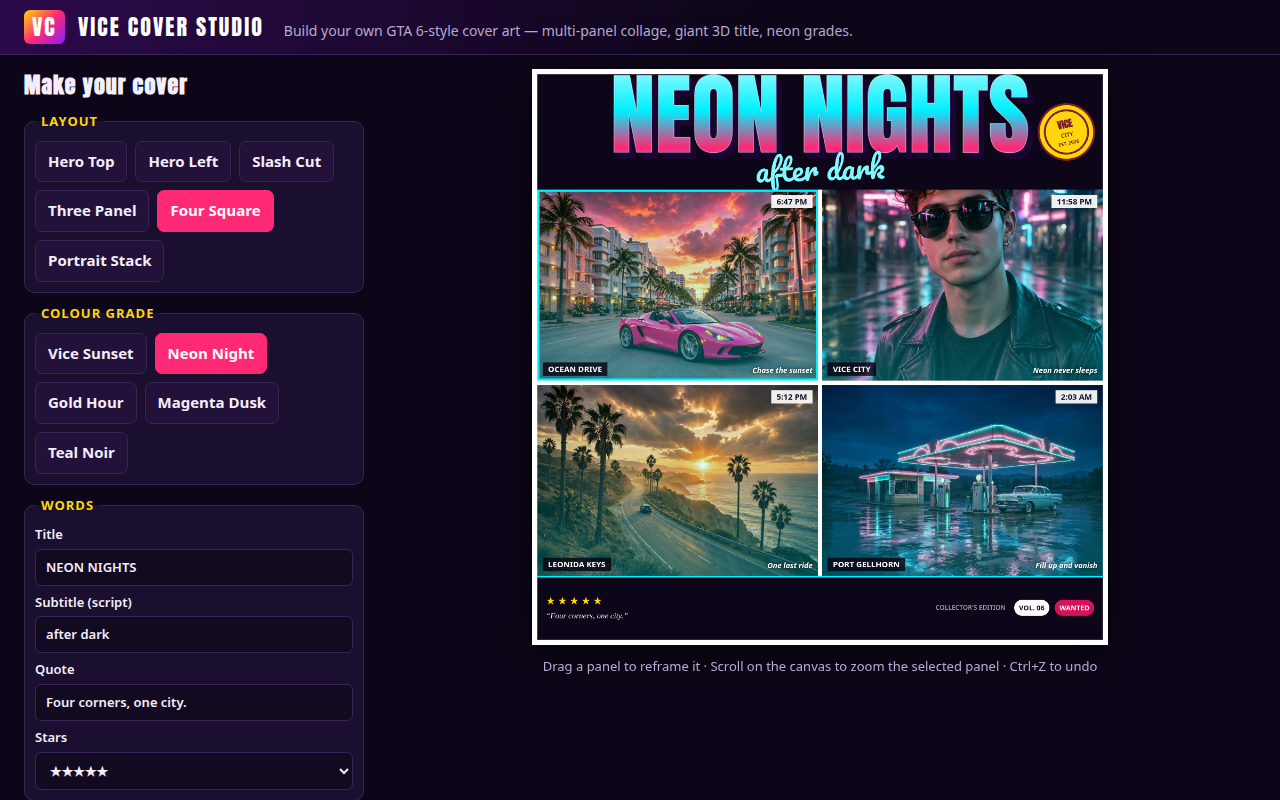 VC VICE COVER STUDIO Build your own GTA 6-style cover art — multi-panel collage, giant 3D title, neon grades.
Make your cover
LAYOUT
Hero Top Hero Left Slash Cut
Three Panel Four Square
Portrait Stack
COLOUR GRADE
Vice Sunset Neon Night
Gold Hour Magenta Dusk
Teal Noir
WORDS
Title
NEON NIGHTS
Subtitle (script)
after dark
Quote
Four corners, one city.
Stars
★★★★★
NEON NIGHTS
after dark
VICE
CITY
EST. 2026
6:47 PM
OCEAN DRIVE
Chase the sunset
11:58 PM
VICE CITY
Neon never sleeps
5:12 PM
LEONIDA KEYS
One last ride
2:03 AM
PORT GELLHORN
Fill up and vanish
★ ★ ★ ★ ★
"Four corners, one city."
COLLECTOR'S EDITION VOL. 06 WANTED
Drag a panel to reframe it · Scroll on the canvas to zoom the selected panel · Ctrl+Z to undo